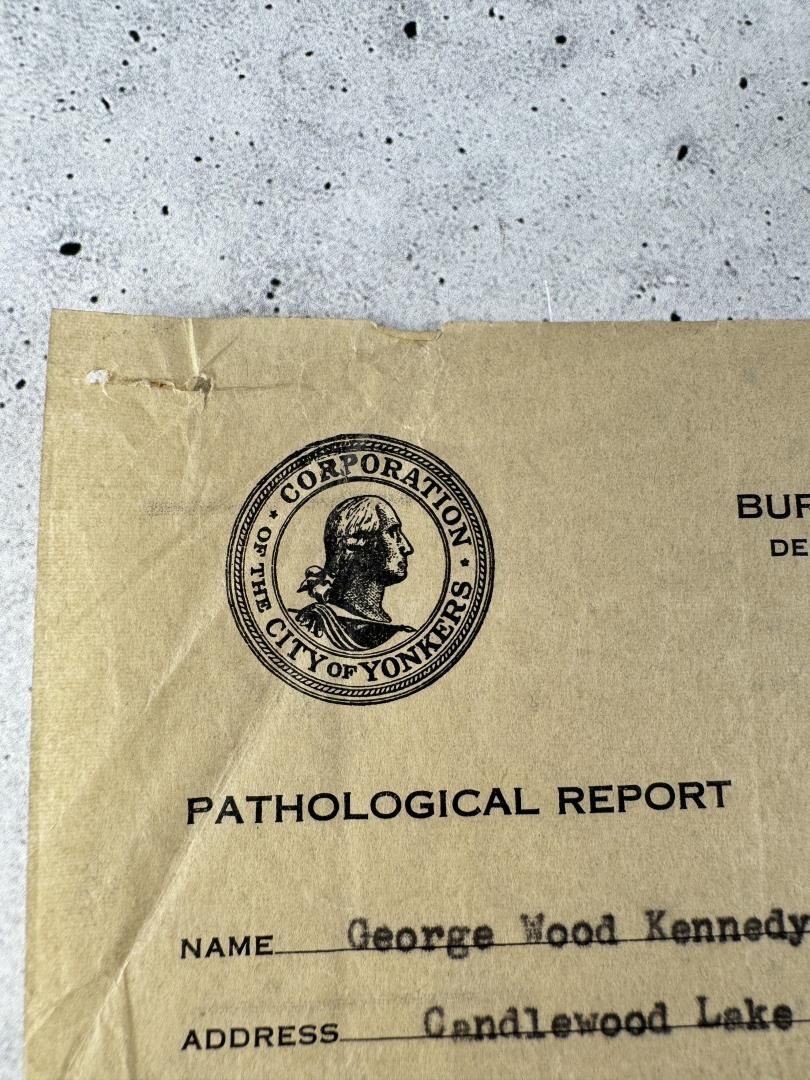 CORPORATION
OF THE CITY OF YONKERS
BUR
DE
PATHOLOGICAL REPORT
NAME George Wood Kennedy
ADDRESS Candlewood Lake